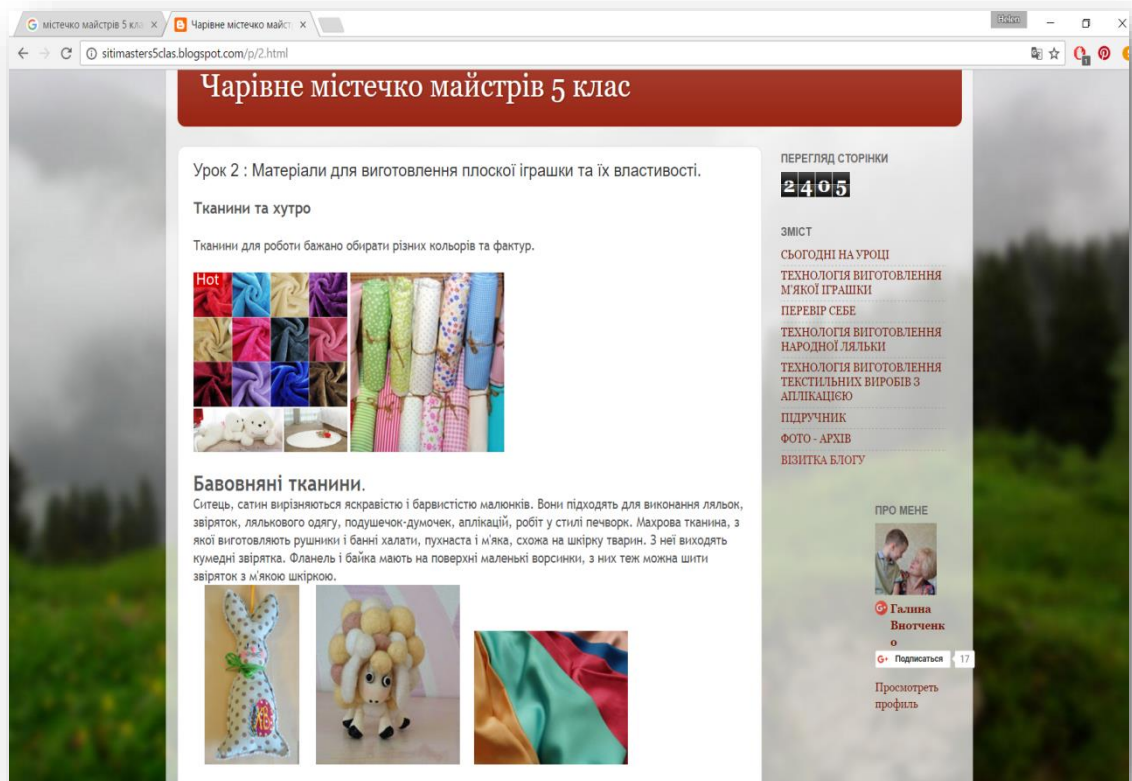 містечко майстрів 5 кла
Чарівне містечко майст
Helen
sitimasters5clas.blogspot.com/p/2.html
1
Чарівне містечко майстрів 5 клас
Урок 2 : Матеріали для виготовлення плоскої іграшки та їх властивості.
Тканини та хутро
Тканини для роботи бажано обирати різних кольорів та фактур.
Hot
Бавовняні тканини.
Ситець, сатин вирізняються яскравістю і барвистістю малюнків. Вони підходять для виконання ляльок,
звіряток, лялькового одягу, подушечок-думочек, аплікацій, робіт у стилі печворк. Махрова тканина, з
якої виготовляють рушники і банні халати, пухнаста і м'яка, схожа на шкірку тварин. З неї виходять
кумедні звірятка. Фланель і байка мають на поверхні маленькі ворсинки, з них теж можна шити
звіряток з м'якою шкіркою.
ХВ
ПЕРЕГЛЯД СТОРІНКИ
2405
ЗМІСТ
СЬОГОДНІ НА УРОЦІ
ТЕХНОЛОГІЯ ВИГОТОВЛЕННЯ
М'ЯКОЇ ІГРАШКИ
ПЕРЕВІР СЕБЕ
ТЕХНОЛОГІЯ ВИГОТОВЛЕННЯ
НАРОДНОЇ ЛЯЛЬКИ
ТЕХНОЛОГІЯ ВИГОТОВЛЕННЯ
ТЕКСТИЛЬНИХ ВИРОБІВ З
АПЛІКАЦІЄЮ
ПІДРУЧНИК
ФОТО - АРХІВ
ВІЗИТКА БЛОГУ
ПРО МЕНЕ
Галина
Внотченк
о
G+ Подписаться 17
Просмотреть
профиль